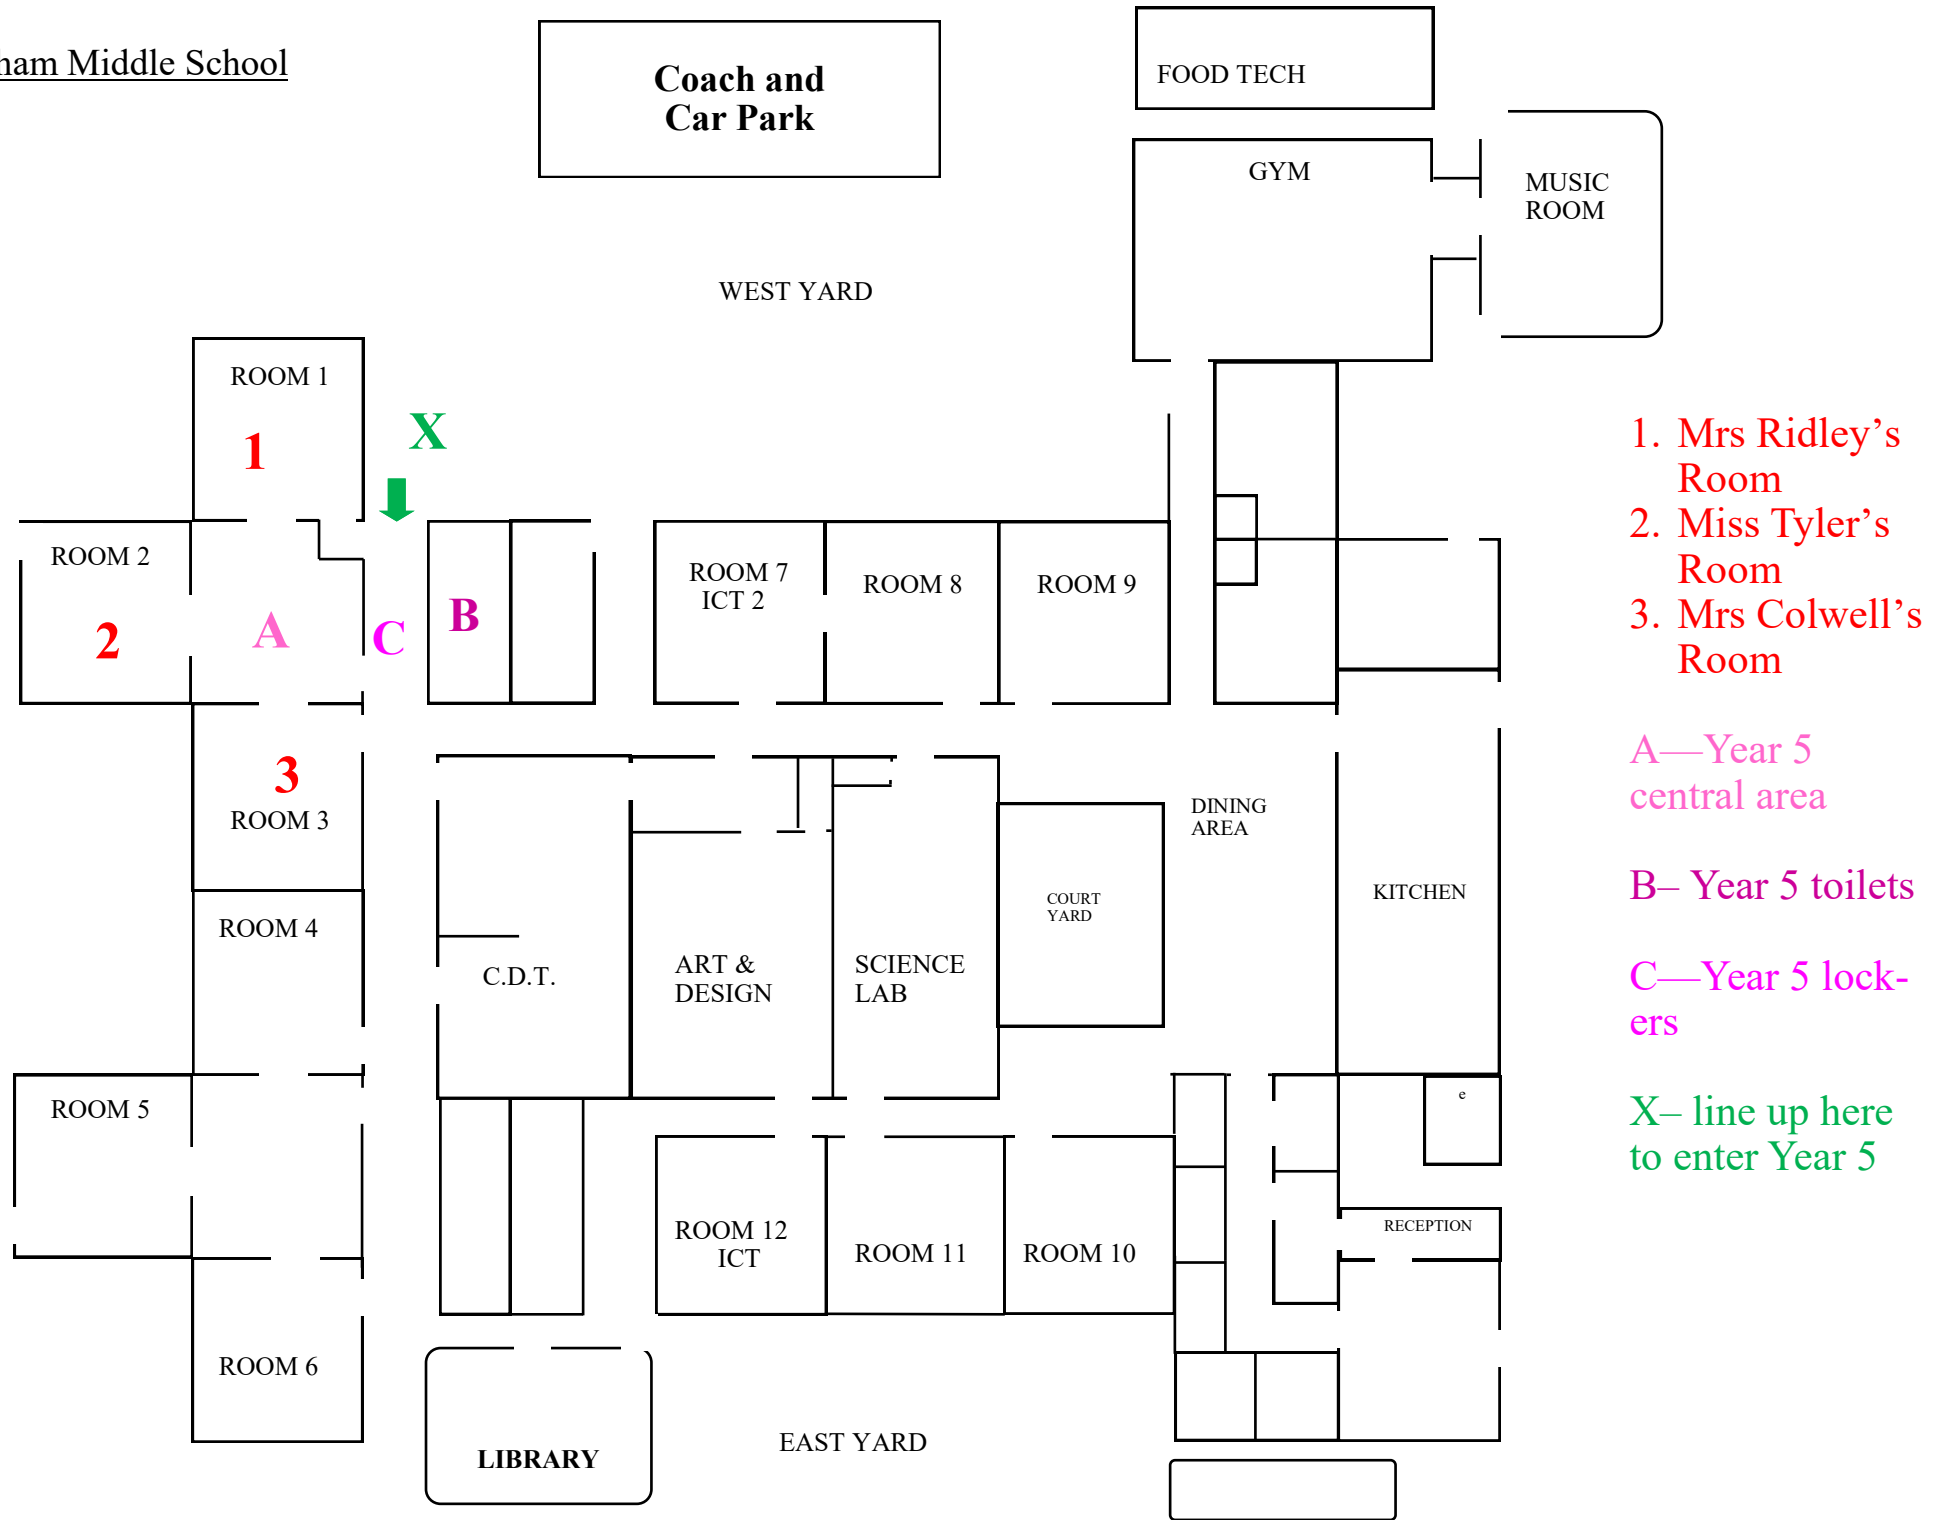 ham Middle School
Coach and
Car Park
FOOD TECH
GYM
MUSIC
ROOM
WEST YARD
ROOM 1
1
X
ROOM 2
2
A
C
B
ROOM 7
ICT 2
ROOM 8
ROOM 9
3
ROOM 3
ROOM 4
C.D.T.
ART &
DESIGN
SCIENCE
LAB
COURT
YARD
DINING
AREA
KITCHEN
ROOM 5
e
ROOM 12
ICT
ROOM 11
ROOM 10
RECEPTION
ROOM 6
LIBRARY
EAST YARD
1. Mrs Ridley’s
Room
2. Miss Tyler’s
Room
3. Mrs Colwell’s
Room
A—Year 5
central area
B– Year 5 toilets
C—Year 5 lock-
ers
X– line up here
to enter Year 5